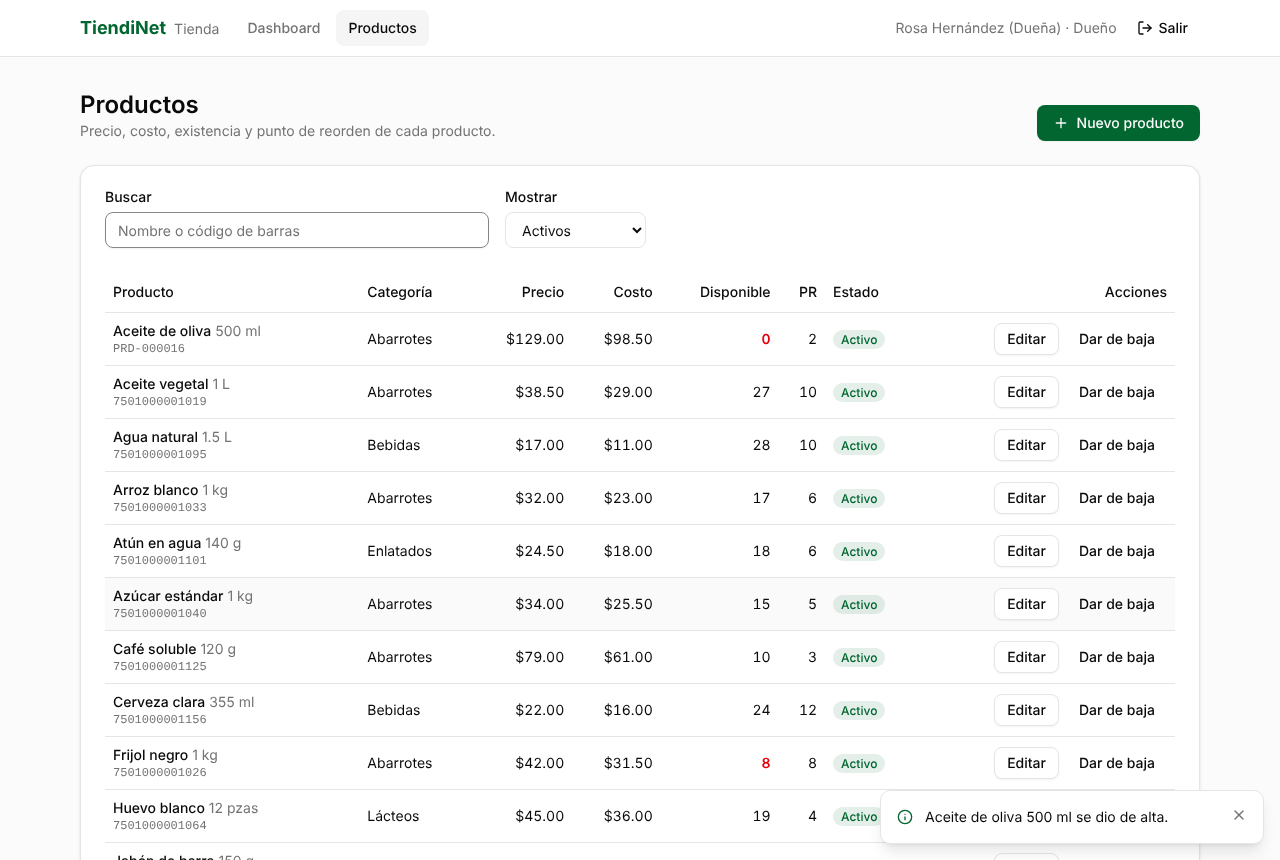 TiendiNet Tienda Dashboard Productos Rosa Hernández (Dueña) · Dueño Salir
Productos
Precio, costo, existencia y punto de reorden de cada producto.
+ Nuevo producto
Buscar Mostrar
Nombre o código de barras Activos
Producto Categoría Precio Costo Disponible PR Estado Acciones
Aceite de oliva 500 ml Abarrotes $129.00 $98.50 0 2 Activo Editar Dar de baja
PRD-000016
Aceite vegetal 1 L Abarrotes $38.50 $29.00 27 10 Activo Editar Dar de baja
7501000001019
Agua natural 1.5 L Bebidas $17.00 $11.00 28 10 Activo Editar Dar de baja
7501000001095
Arroz blanco 1 kg Abarrotes $32.00 $23.00 17 6 Activo Editar Dar de baja
7501000001033
Atún en agua 140 g Enlatados $24.50 $18.00 18 6 Activo Editar Dar de baja
7501000001101
Azúcar estándar 1 kg Abarrotes $34.00 $25.50 15 5 Activo Editar Dar de baja
7501000001040
Café soluble 120 g Abarrotes $79.00 $61.00 10 3 Activo Editar Dar de baja
7501000001125
Cerveza clara 355 ml Bebidas $22.00 $16.00 24 12 Activo Editar Dar de baja
7501000001156
Frijol negro 1 kg Abarrotes $42.00 $31.50 8 8 Activo Editar Dar de baja
7501000001026
Huevo blanco 12 pzas Lácteos $45.00 $36.00 19 4 Activo
7501000001064
Aceite de oliva 500 ml se dio de alta.
Jabón de barra 150 g